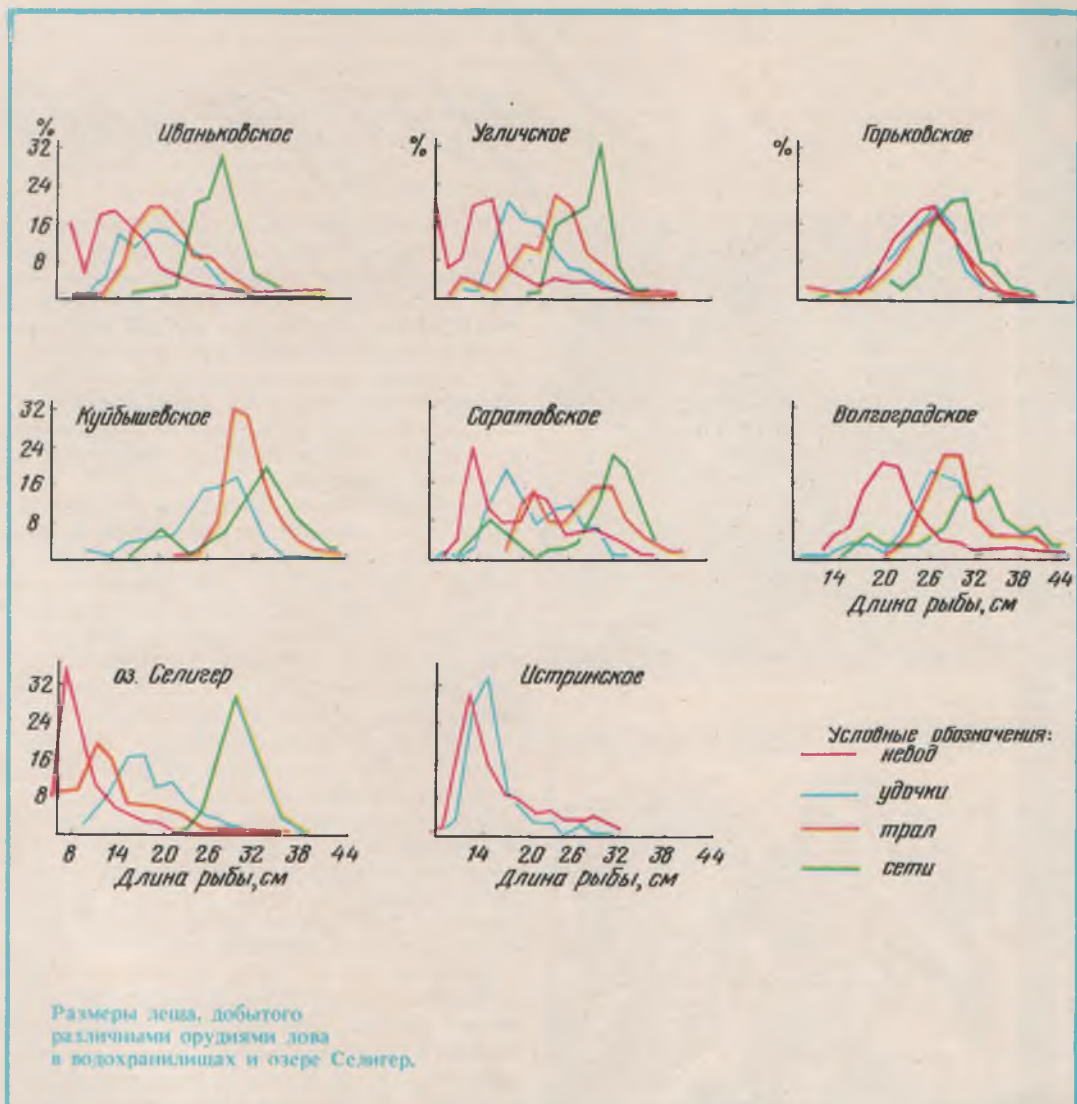 Иваньковское
%
32
24
16
8
Угличское
%
Горьковское
%
Куйбышевское
32
24
16
8
Саратовское
Волгоградское
14 20 26 32 38 44
Длина рыбы, см
оз. Селигер
32
24
16
8
8 14 20 26 32 38 44
Длина рыбы, см
Истринское
14 20 26 32 38 44
Длина рыбы, см
Условные обозначения:
невод
удочки
трал
сети
Размеры леща, добытого
различными орудиями лова
в водохранилищах и озере Селигер.